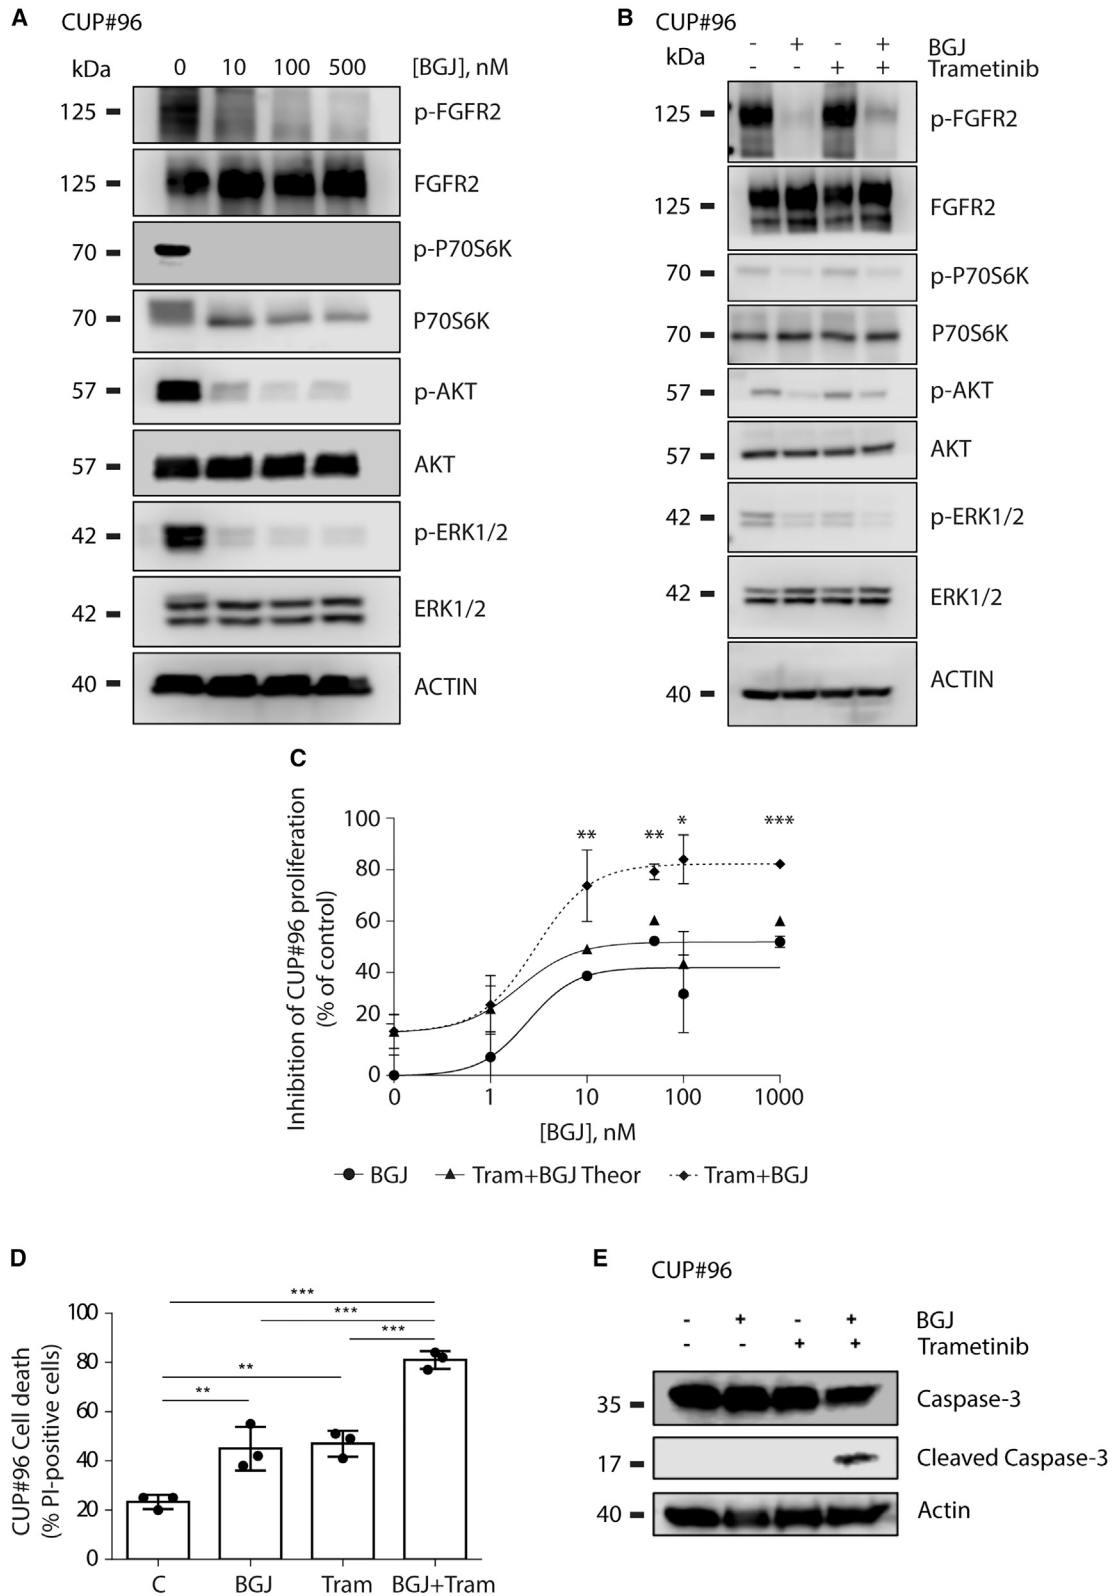 A CUP#96
kDa 0 10 100 500 [BGJ], nM
125 p-FGFR2
125 FGFR2
70 p-P70S6K
70 P70S6K
57 p-AKT
57 AKT
42 p-ERK1/2
42 ERK1/2
40 ACTIN
B CUP#96
- + - + BGJ
kDa - - + + Trametinib
125 p-FGFR2
125 FGFR2
70 p-P70S6K
70 P70S6K
57 p-AKT
57 AKT
42 p-ERK1/2
42 ERK1/2
40 ACTIN
C
Inhibition of CUP#96 proliferation
(% of control)
100
80
60
40
20
0
** ** * ***
0 1 10 100 1000
[BGJ], nM
BGJ Tram+BGJ Theor Tram+BGJ
D
CUP#96 Cell death
(% PI-positive cells)
100
80
60
40
20
0
***
***
***
**
**
C BGJ Tram BGJ+Tram
E CUP#96
- + - + BGJ
- - + + Trametinib
35 Caspase-3
17 Cleaved Caspase-3
40 Actin